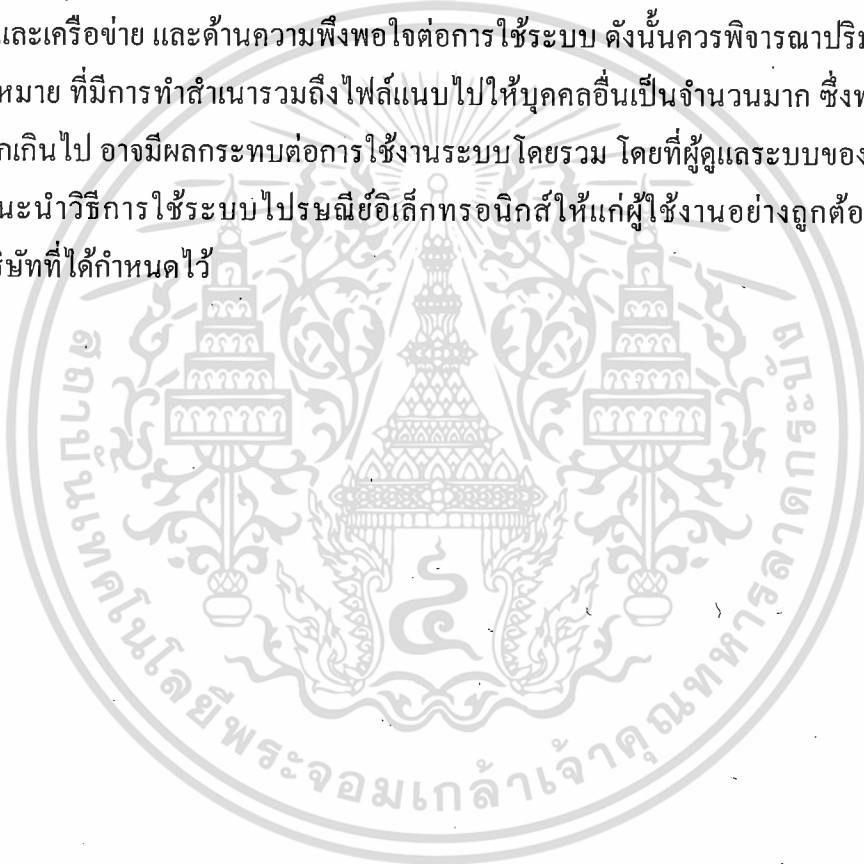 และเครือข่าย และด้านความพึงพอใจต่อการใช้ระบบ ดังนั้นควรพิจารณาปริม
หมาย ที่มีการทำสำเนารวมถึงไฟล์แนบไปให้บุคคลอื่นเป็นจำนวนมาก ซึ่งห
กเกินไป อาจมีผลกระทบต่อการใช้งานระบบโดยรวม โดยที่ผู้ดูแลระบบของ
นะนำวิธีการใช้ระบบไปรษณีย์อิเล็กทรอนิกส์ให้แก่ผู้ใช้งานอย่างถูกต้อ
ริษัทที่ได้กำหนดไว้
สถาบันเทคโนโลยีพระจอมเกล้าเจ้าคุณทหารลาดกระบัง
๔